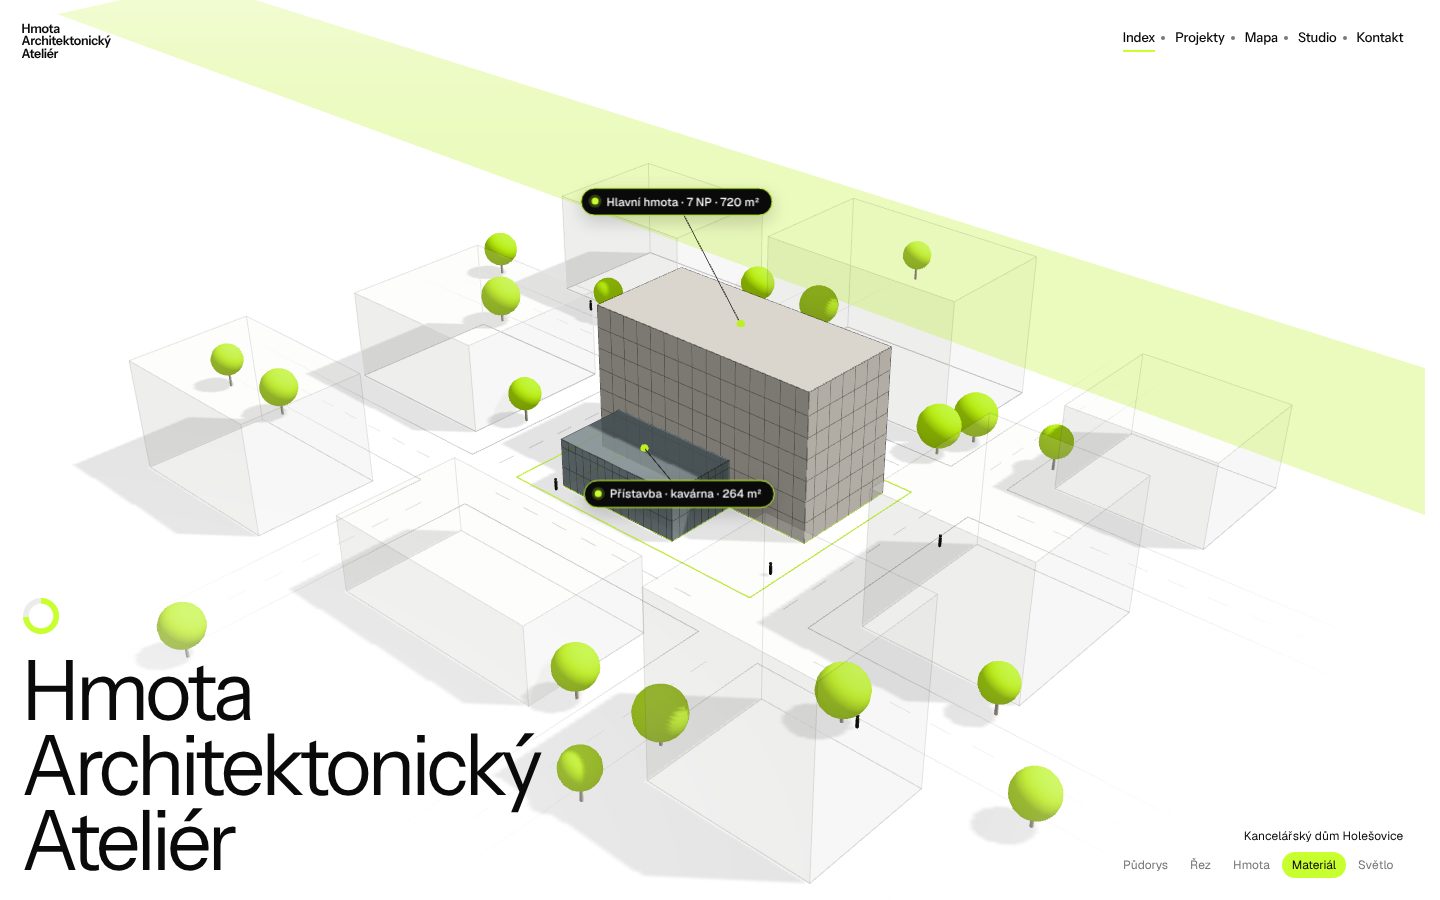 Hmota
Architektonický
Ateliér
Index • Projekty • Mapa • Studio • Kontakt
Hlavní hmota · 7 NP · 720 m²
Přístavba · kavárna · 264 m²
Hmota
Architektonický
Ateliér
Kancelářský dům Holešovice
Půdorys Řez Hmota Materiál Světlo